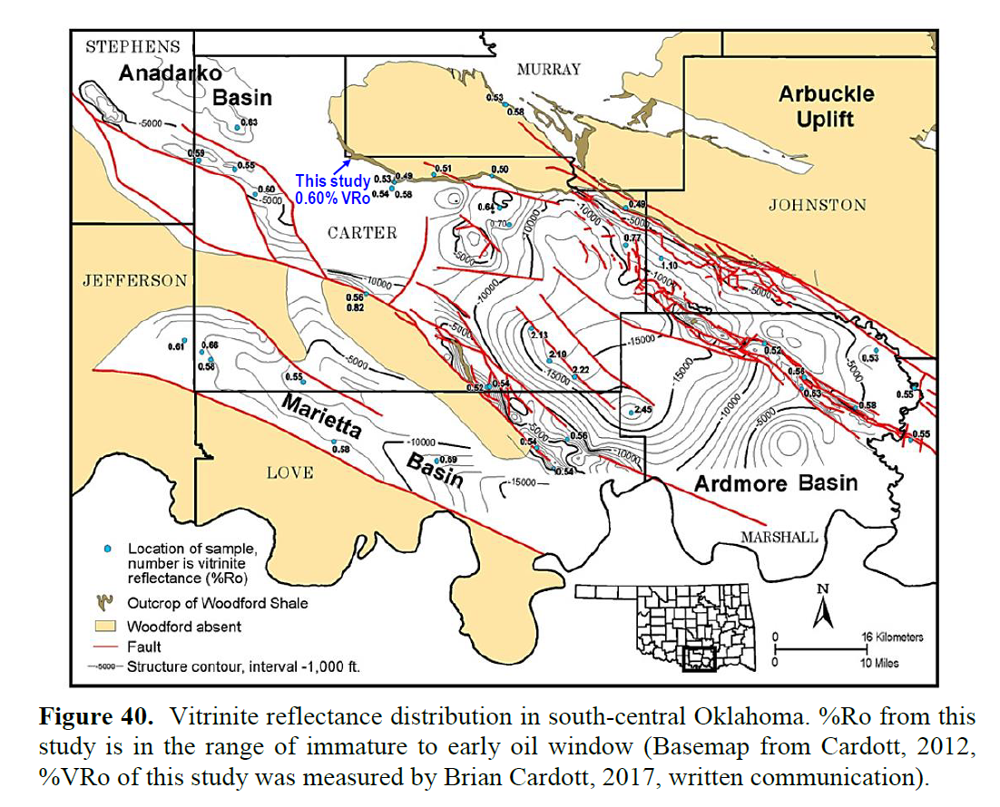 STEPHENS
Anadarko
Basin
MURRAY
Arbuckle
Uplift
0.53
0.58
0.63
-5000
0.59
0.55
0.60
-5000
This study
0.60% VRo
0.53
0.49
0.54
0.58
0.51
0.50
0.64
0.70
-10000
-5000
-10000
0.49
-5000
JOHNSTON
CARTER
0.77
1.10
-10000
-5000
JEFFERSON
-10000
0.56
0.82
-10000
-5000
0.61
0.66
0.58
-5000
0.55
2.13
2.19
2.22
-15000
-15000
0.52
0.53
-5000
0.56
0.53
0.58
0.55
0.52
0.54
-15000
-10000
-5000
2.45
0.55
Marietta
Basin
0.58
-10000
0.69
-15000
-5000
0.54
0.56
-10000
0.54
LOVE
Ardmore Basin
MARSHALL
Location of sample,
number is vitrinite
reflectance (%Ro)
Outcrop of Woodford Shale
Woodford absent
Fault
-5000 Structure contour, interval -1,000 ft.
N
0 16 Kilometers
0 10 Miles
Figure 40. Vitrinite reflectance distribution in south-central Oklahoma. %Ro from this
study is in the range of immature to early oil window (Basemap from Cardott, 2012,
%VRo of this study was measured by Brian Cardott, 2017, written communication).